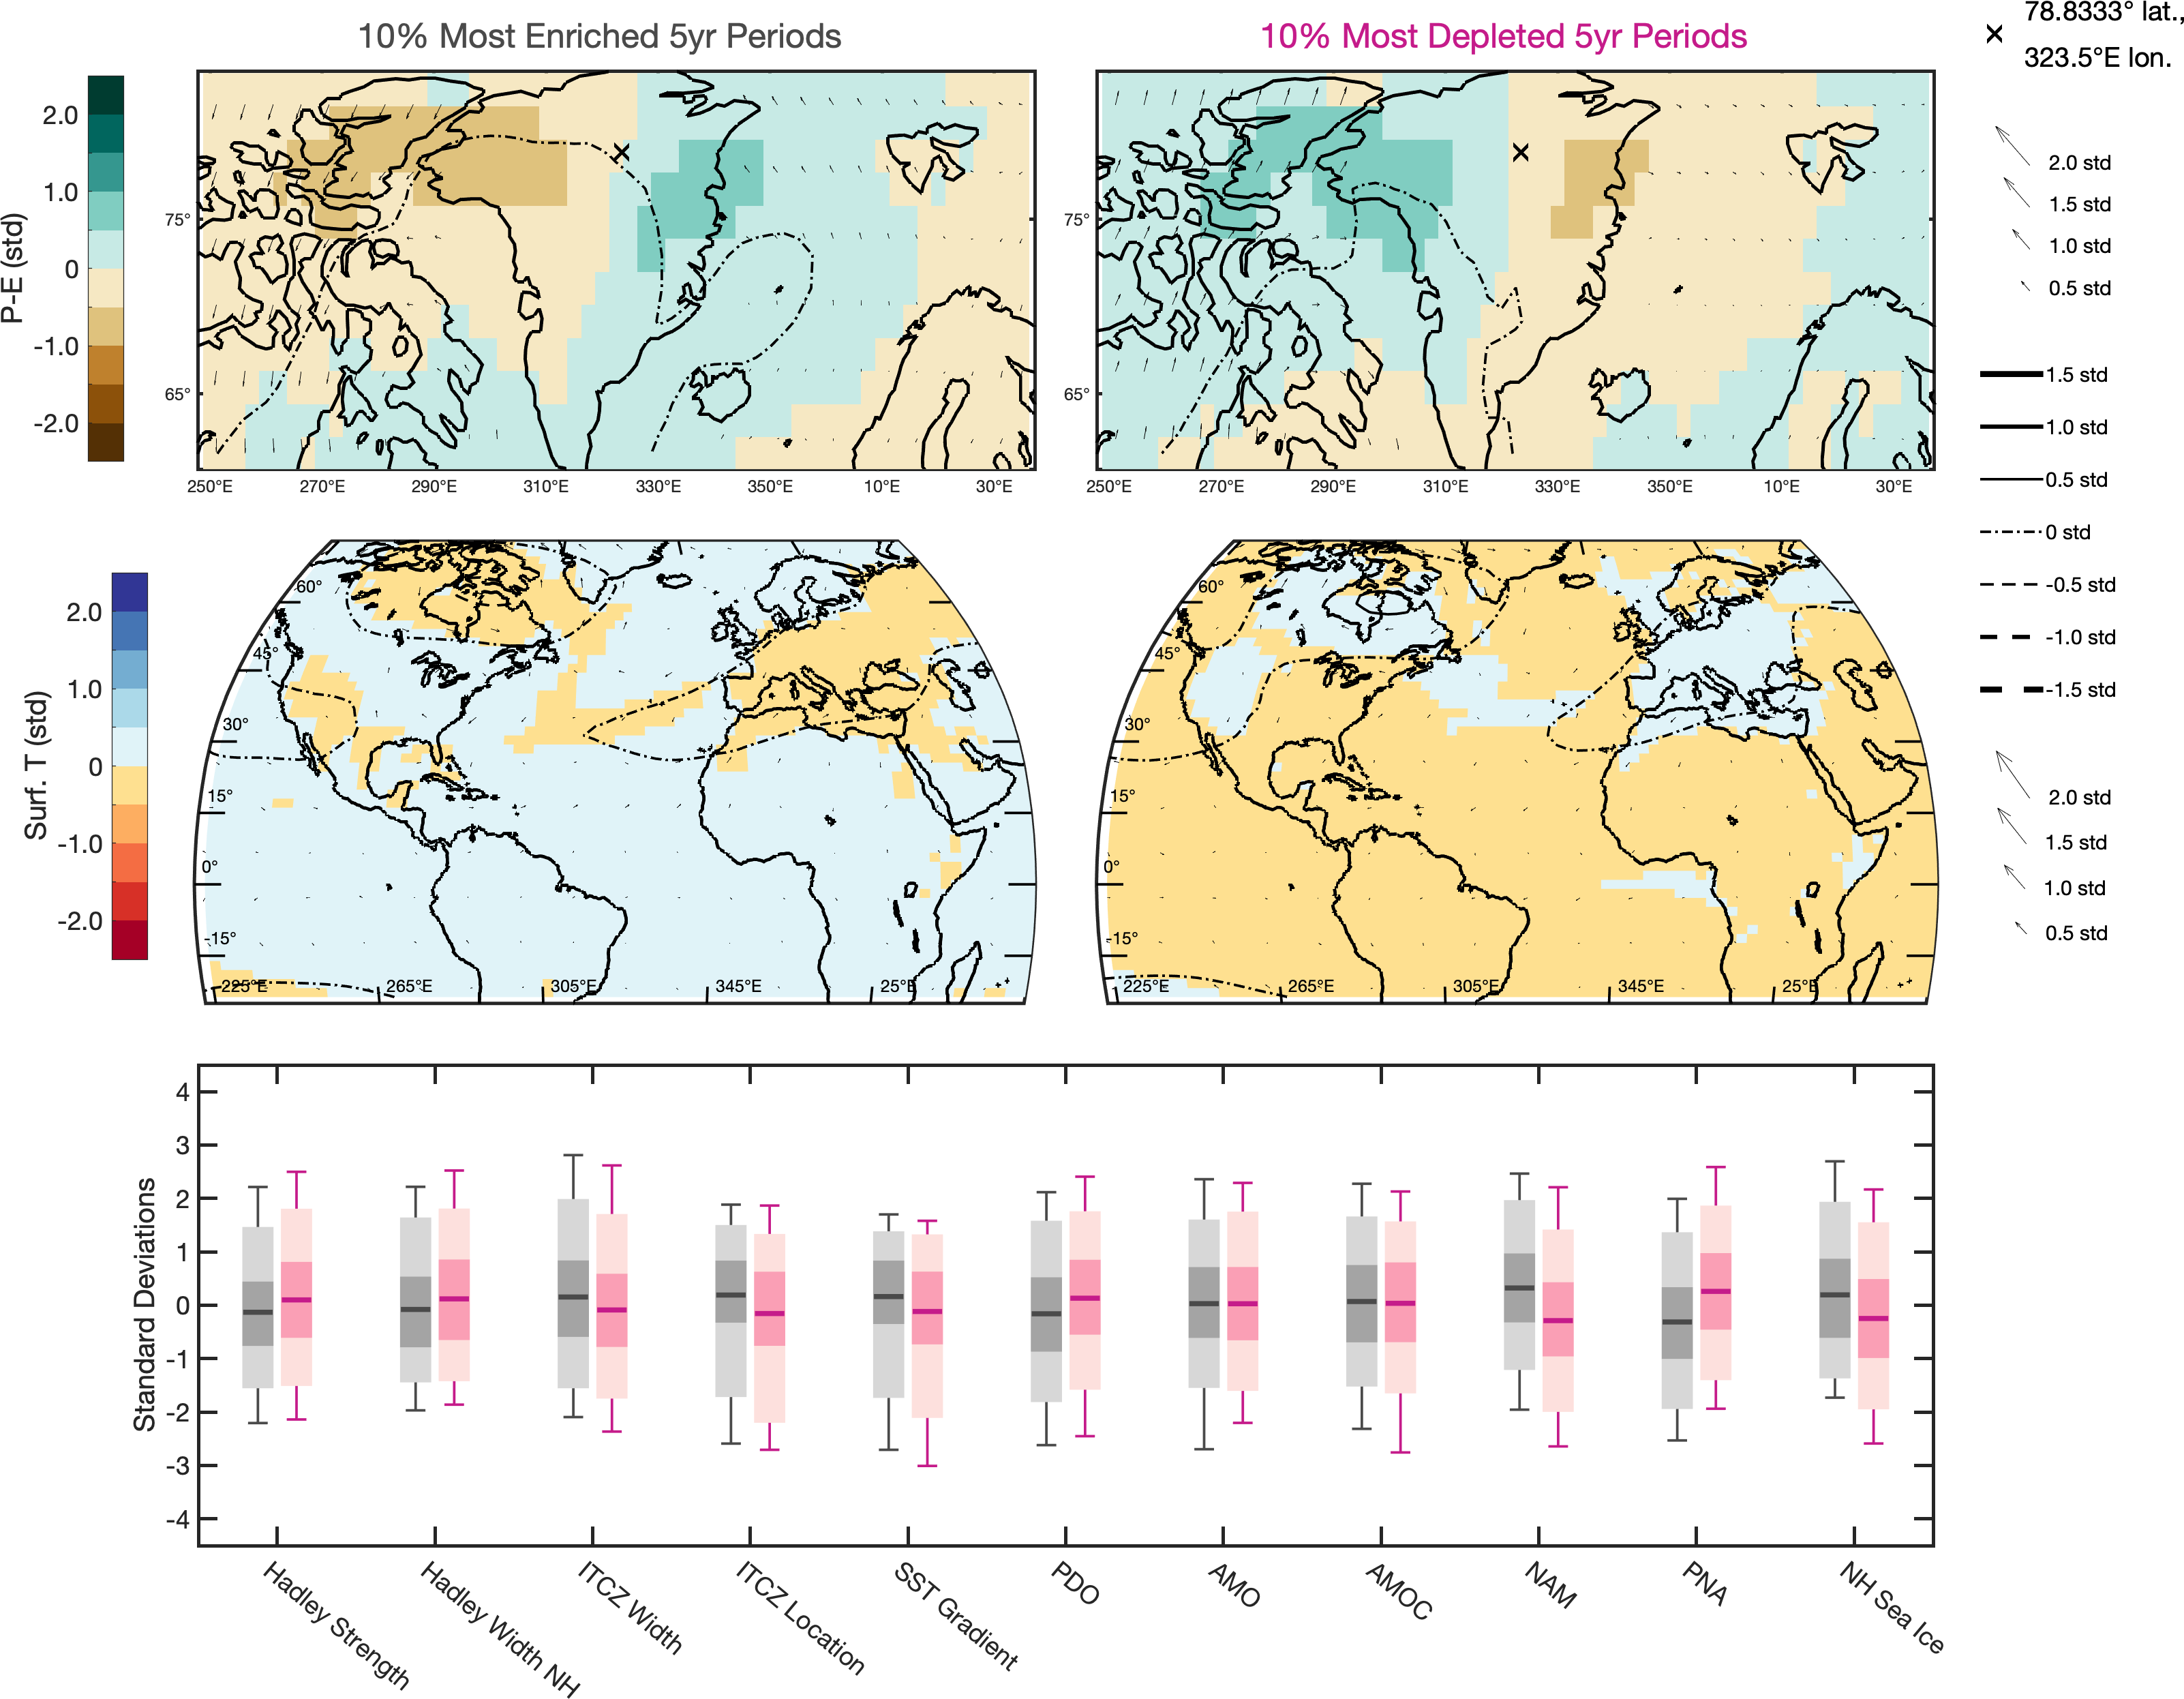 10% Most Enriched 5yr Periods
10% Most Depleted 5yr Periods
78.8333° lat.,
323.5°E lon.
P-E (std)
2.0
1.0
0
-1.0
-2.0
75°
65°
250°E 270°E 290°E 310°E 330°E 350°E 10°E 30°E
75°
65°
250°E 270°E 290°E 310°E 330°E 350°E 10°E 30°E
2.0 std
1.5 std
1.0 std
0.5 std
1.5 std
1.0 std
0.5 std
0 std
-0.5 std
-1.0 std
-1.5 std
Surf. T (std)
2.0
1.0
0
-1.0
-2.0
60°
45°
30°
15°
0°
-15°
225°E 265°E 305°E 345°E 25°E
60°
45°
30°
15°
0°
-15°
225°E 265°E 305°E 345°E 25°E
2.0 std
1.5 std
1.0 std
0.5 std
Standard Deviations
4
3
2
1
0
-1
-2
-3
-4
Hadley Strength
Hadley Width NH
ITCZ Width
ITCZ Location
SST Gradient
PDO
AMO
AMOC
NAM
PNA
NH Sea Ice